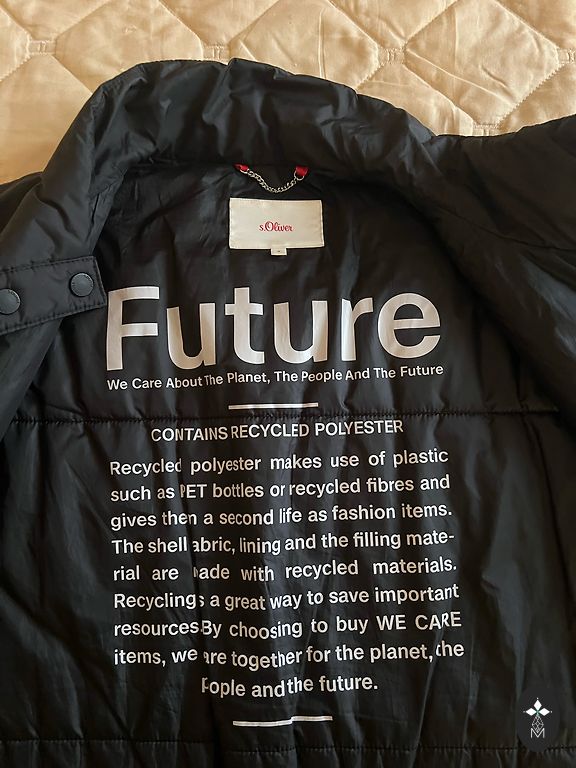 s.Oliver
Future
We Care About The Planet, The People And The Future
CONTAINS RECYCLED POLYESTER
Recycled polyester makes use of plastic
such as PET bottles or recycled fibres and
gives then a second life as fashion items.
The shell abric, lining and the filling mate-
rial are made with recycled materials.
Recycling s a great way to save important
resources By choosing to buy WE CARE
items, we are together for the planet, the
people and the future.